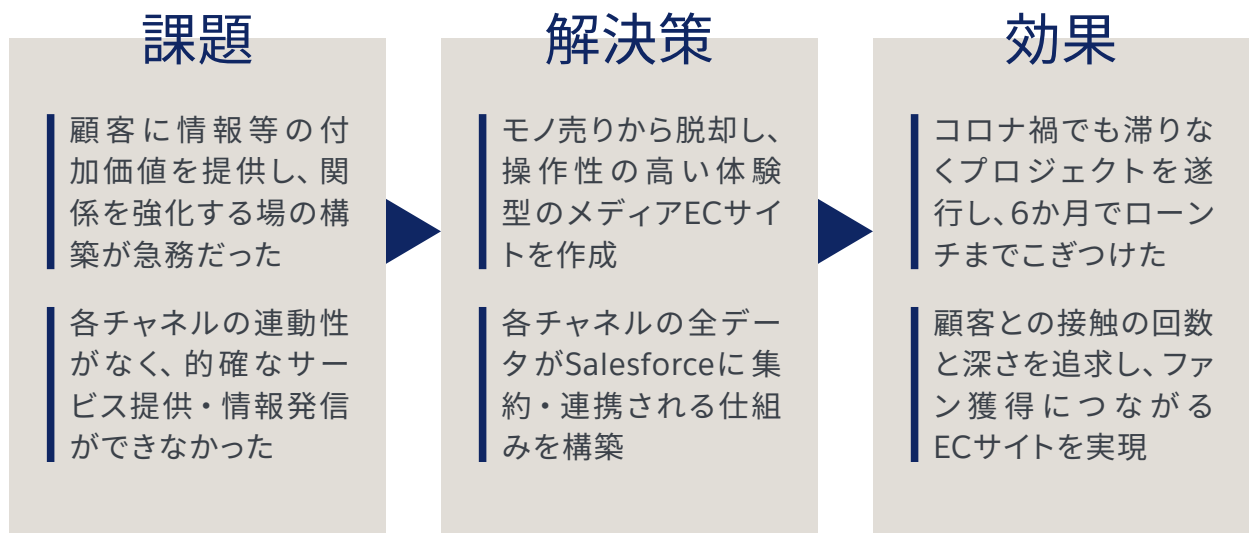 課題
顧客に情報等の付
加価値を提供し、関
係を強化する場の構
築が急務だった
各チャネルの連動性
がなく、的確なサー
ビス提供・情報発信
ができなかった
解決策
モノ売りから脱却し、
操作性の高い体験
型のメディアECサイ
トを作成
各チャネルの全デー
タがSalesforceに集
約・連携される仕組
みを構築
効果
コロナ禍でも滞りな
くプロジェクトを遂
行し、6か月でローン
チまでこぎつけた
顧客との接触の回数
と深さを追求し、ファ
ン獲得につながる
ECサイトを実現